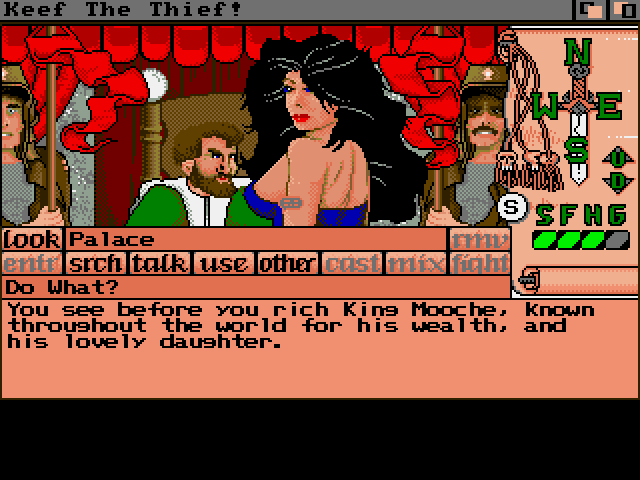 Keef The Thief!
N
W E
S
U
D
S
S F H G
look Palace rmv
entr srch talk use other cast mix fight
Do What?
You see before you rich King Mooche, known
throughout the world for his wealth, and
his lovely daughter.